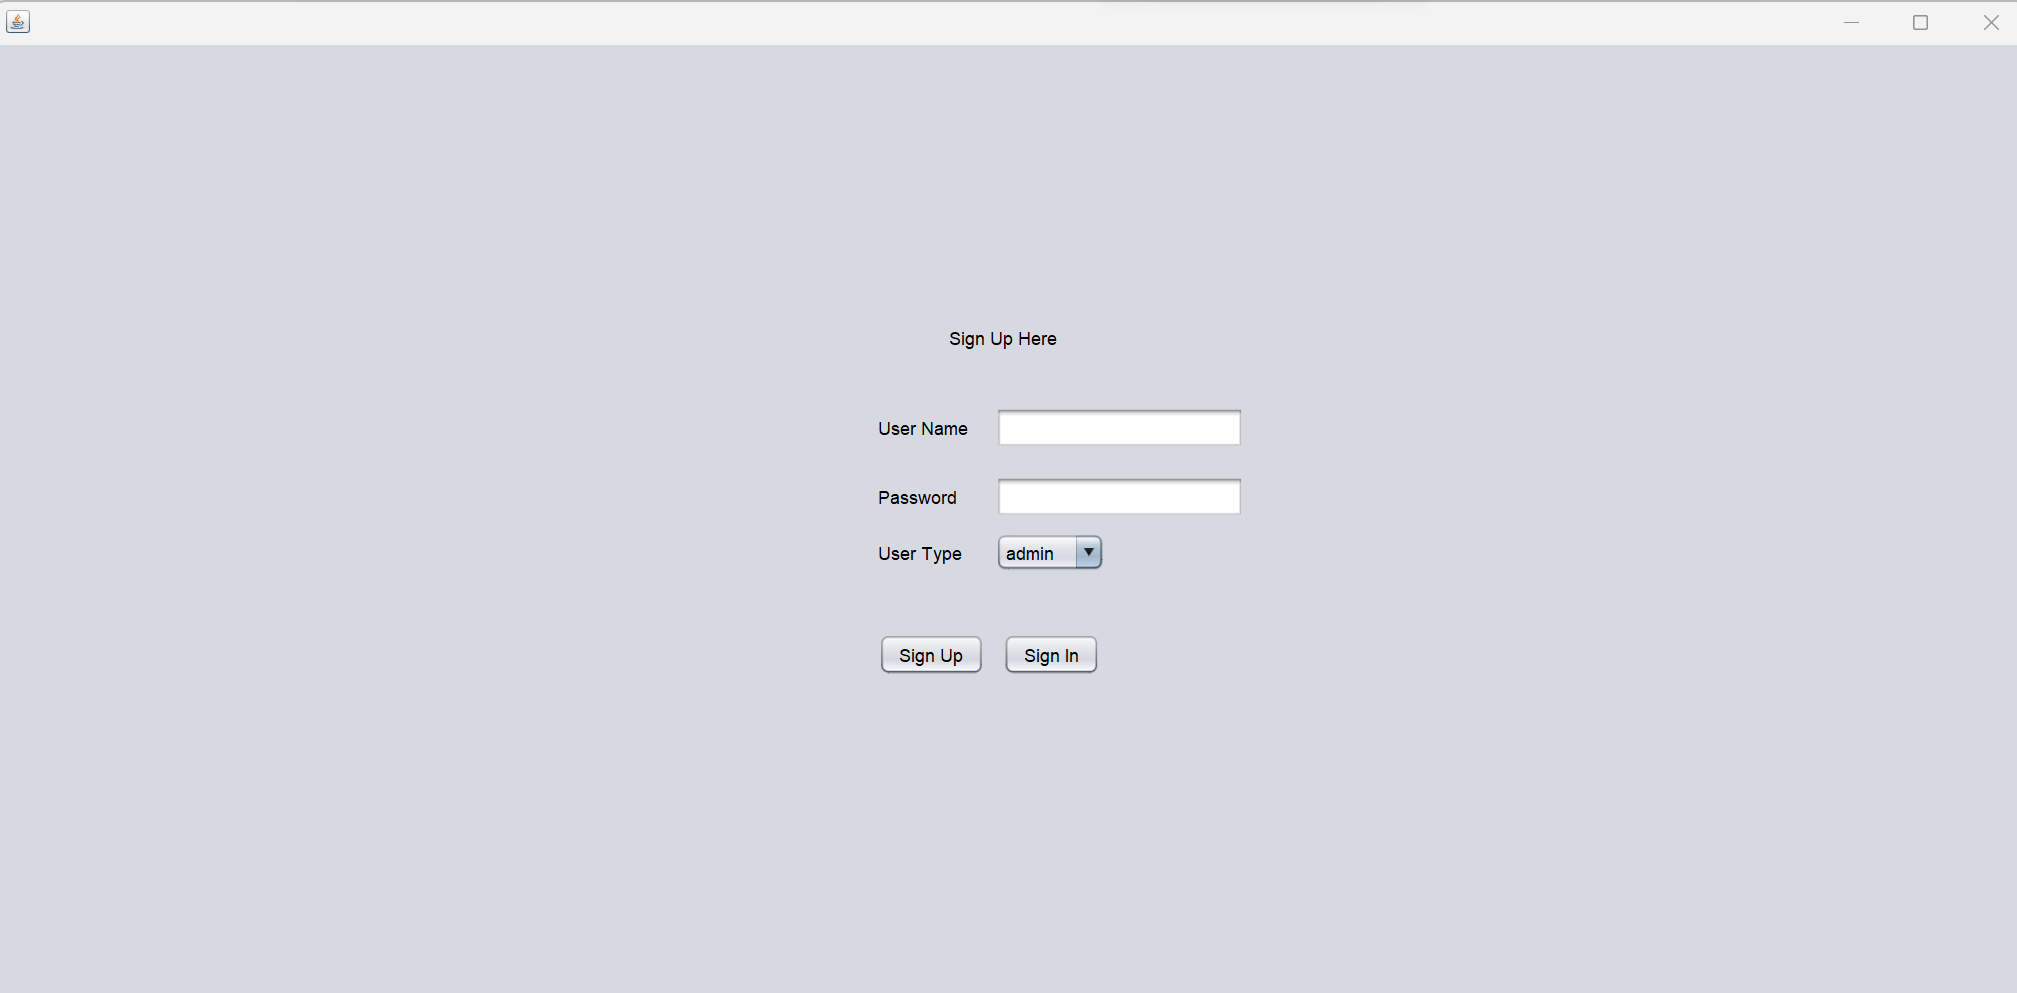 Sign Up Here
User Name
Password
User Type admin
Sign Up Sign In